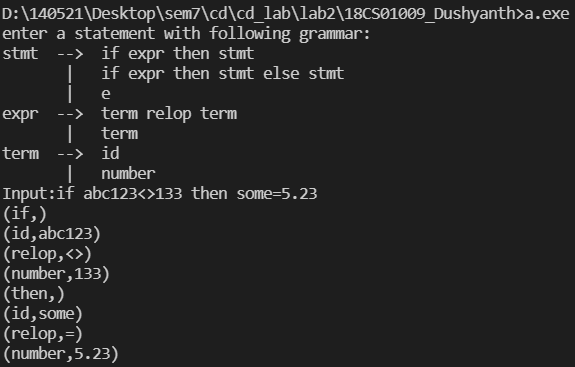 D:\140521\Desktop\sem7\cd\cd_lab\lab2\18CS01009_Dushyanth>a.exe
enter a statement with following grammar:
stmt  -->  if expr then stmt
       |   if expr then stmt else stmt
       |   e
expr  -->  term relop term
       |   term
term  -->  id
       |   number
Input:if abc123<>133 then some=5.23
(if,)
(id,abc123)
(relop,<>)
(number,133)
(then,)
(id,some)
(relop,=)
(number,5.23)